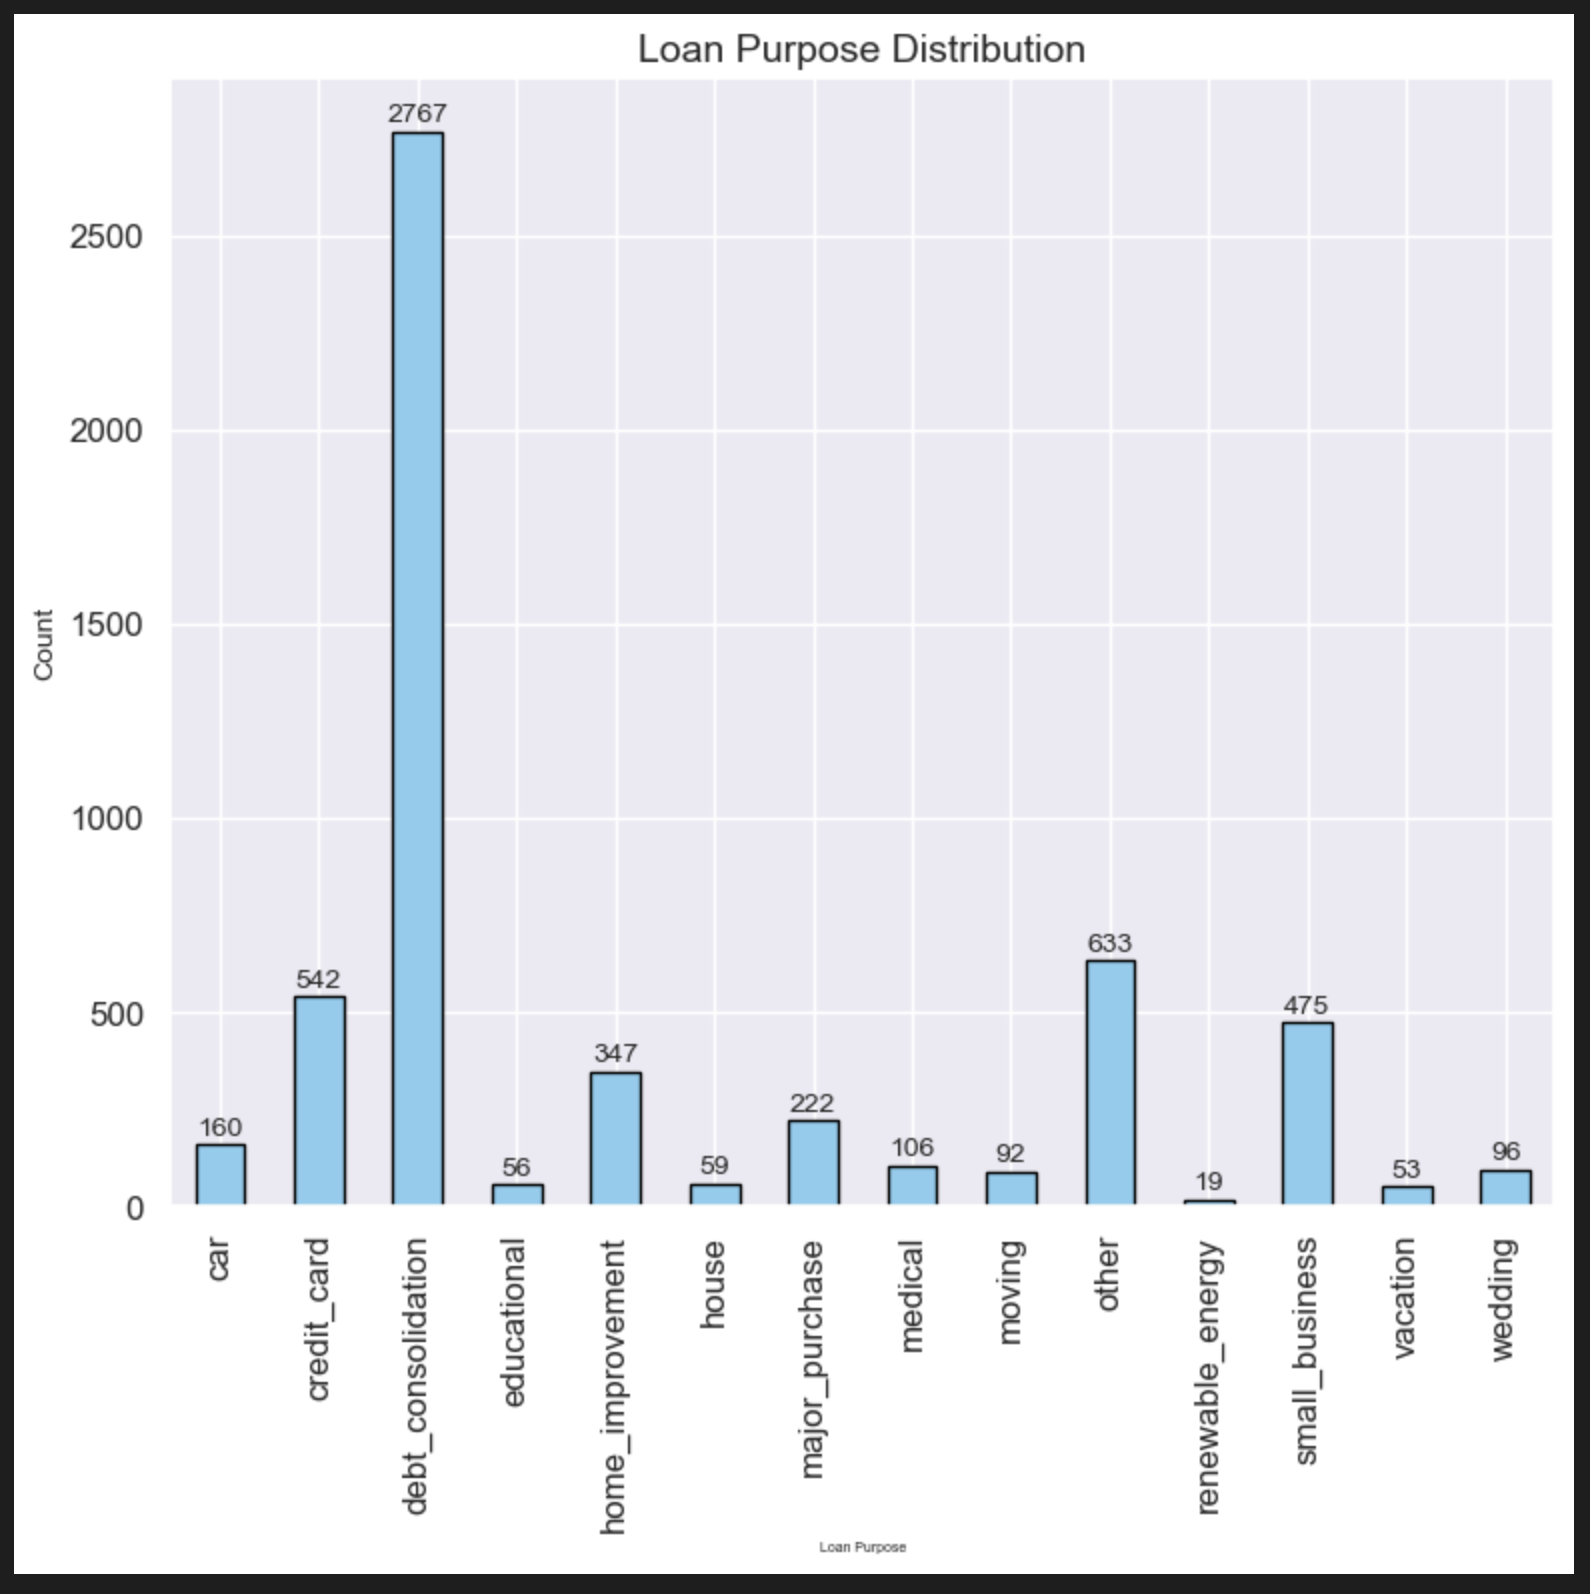 Loan Purpose Distribution
2767
2500
2000
1500
1000
500
0
Count
160
542
56
347
59
222
106
92
633
19
475
53
96
car
credit_card
debt_consolidation
educational
home_improvement
house
major_purchase
medical
moving
other
renewable_energy
small_business
vacation
wedding
Loan Purpose